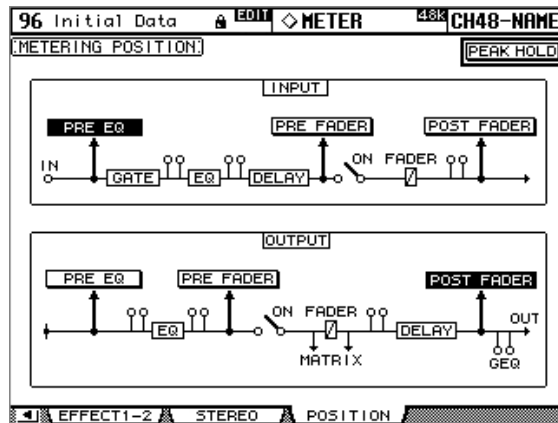 96 Initial Data EDIT ◇METER 48K CH48-NAME
METERING POSITION PEAK HOLD
INPUT
PRE EQ PRE FADER POST FADER
IN GATE EQ DELAY ON FADER
OUTPUT
PRE EQ PRE FADER POST FADER
EQ ON FADER DELAY OUT
MATRIX GEQ
EFFECT1-2 STEREO POSITION